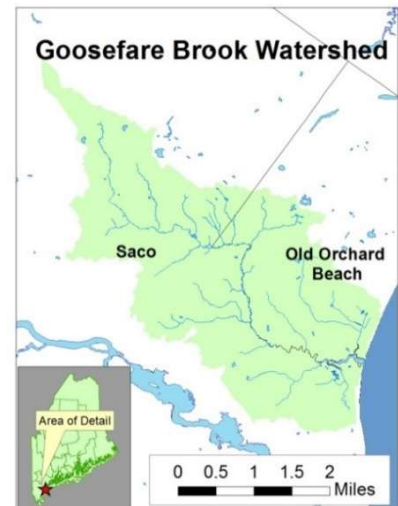 Goosefare Brook Watershed
Saco
Old Orchard
Beach
Area of Detail
0 0.5 1 1.5 2
Miles